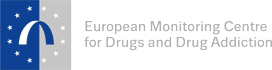 European Monitoring Centre
for Drugs and Drug Addiction